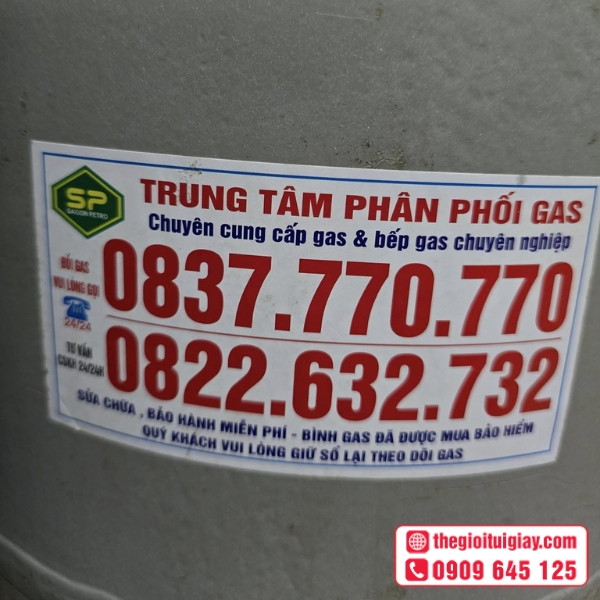 SP
SAIGON PETRO
TRUNG TÂM PHÂN PHỐI GAS
Chuyên cung cấp gas & bếp gas chuyên nghiệp
ĐỔI GAS
VUI LÒNG GỌI
24/24
0837.770.770
TƯ VẤN
CSKH 24/24H
0822.632.732
SỬA CHỮA , BẢO HÀNH MIỄN PHÍ - BÌNH GAS ĐÃ ĐƯỢC MUA BẢO HIỂM
QUÝ KHÁCH VUI LÒNG GIỮ SỐ LẠI THEO DÕI GAS
thegioituigiay.com
0909 645 125